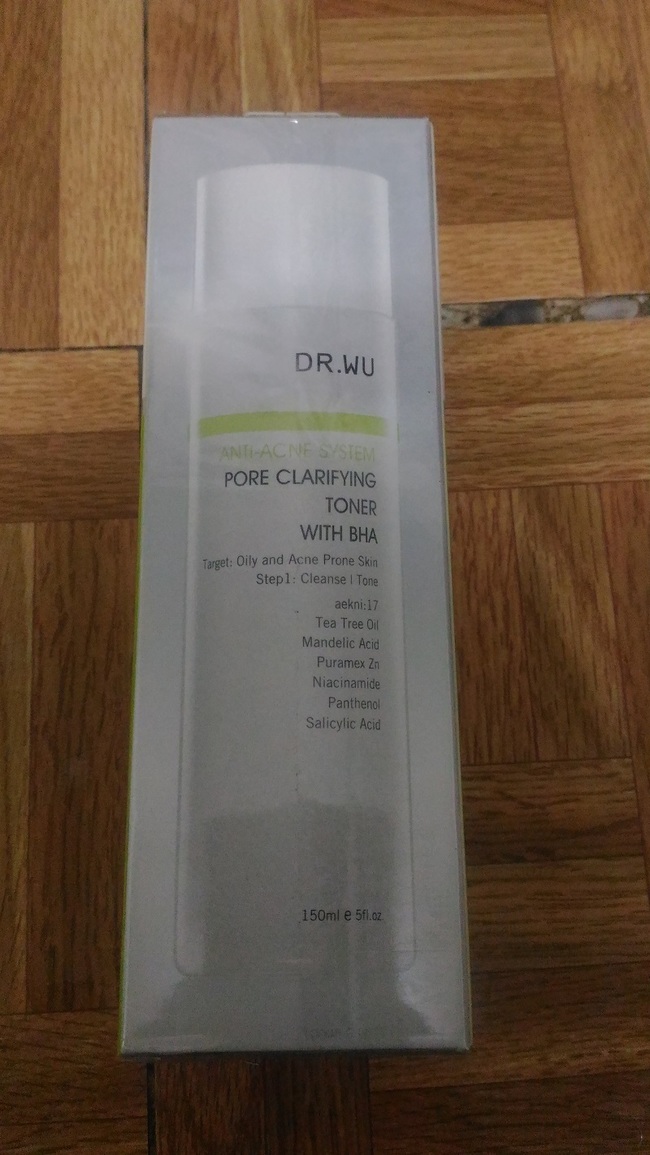 DR.WU
ANTI-ACNE SYSTEM
PORE CLARIFYING
TONER
WITH BHA
Target: Oily and Acne Prone Skin
Step1: Cleanse | Tone
aekni:17
Tea Tree Oil
Mandelic Acid
Puramex Zn
Niacinamide
Panthenol
Salicylic Acid
150ml e 5fl.oz